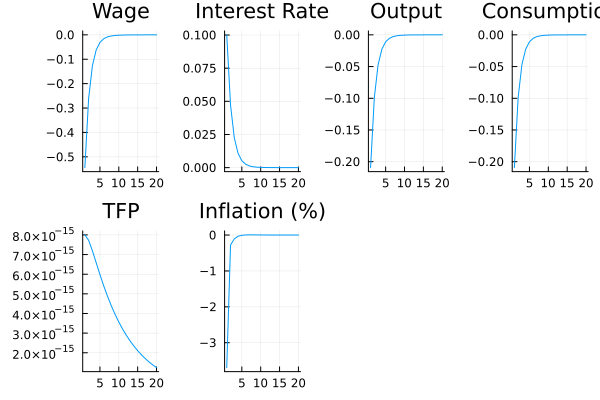 Wage Interest Rate Output Consumptio
0.0 0.100 0.00 0.00
−0.1 0.075 −0.05 −0.05
−0.2
−0.3 0.050 −0.10 −0.10
−0.4 0.025 −0.15 −0.15
−0.5 0.000 −0.20 −0.20
5 10 15 20 5 10 15 20 5 10 15 20 5 10 15 20
TFP Inflation (%)
8.0×10⁻¹⁵ 0
7.0×10⁻¹⁵
6.0×10⁻¹⁵ −1
5.0×10⁻¹⁵
4.0×10⁻¹⁵ −2
3.0×10⁻¹⁵ −3
2.0×10⁻¹⁵
5 10 15 20 5 10 15 20